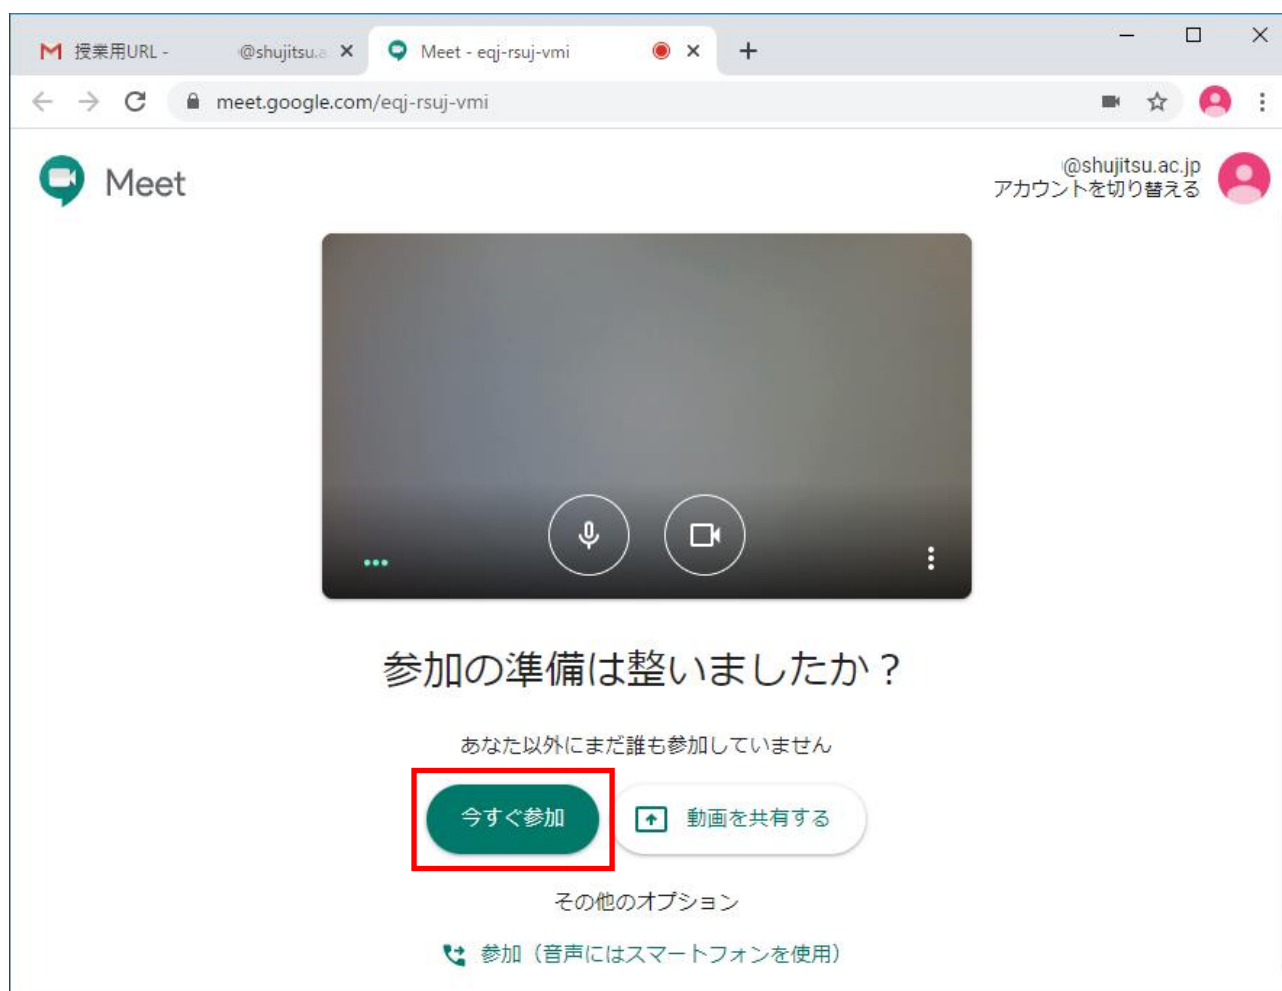 授業用URL - @shujitsu.a
Meet - eqj-rsuj-vmi
meet.google.com/eqj-rsuj-vmi
Meet
@shujitsu.ac.jp
アカウントを切り替える
参加の準備は整いましたか？
あなた以外にまだ誰も参加していません
今すぐ参加
動画を共有する
その他のオプション
参加（音声にはスマートフォンを使用）